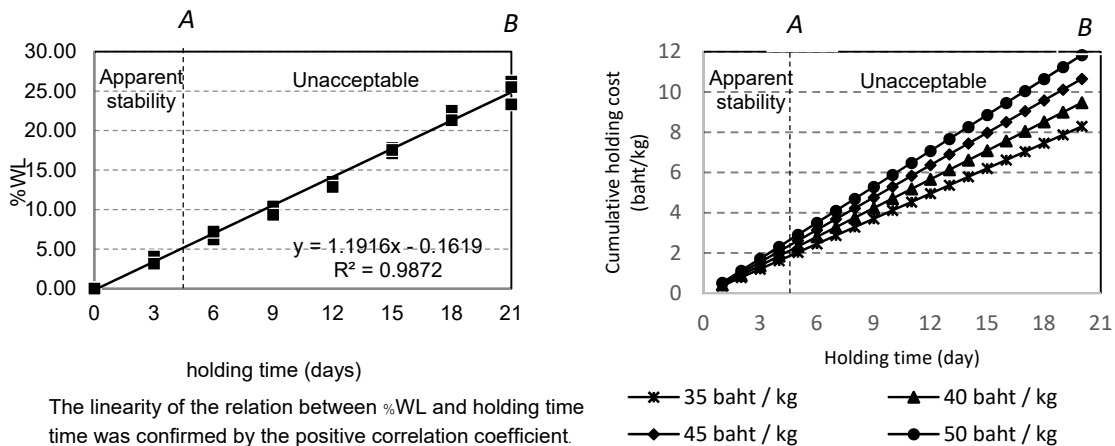 A
B
30.00
25.00
20.00
15.00
10.00
5.00
0.00
%WL
Apparent
stability
Unacceptable
y = 1.1916x - 0.1619
R² = 0.9872
0 3 6 9 12 15 18 21
holding time (days)
The linearity of the relation between %WL and holding time
time was confirmed by the positive correlation coefficient.
A
B
12
10
8
6
4
2
0
Cumulative holding cost
(baht/kg)
Apparent
stability
Unacceptable
0 3 6 9 12 15 18 21
Holding time (day)
35 baht / kg
40 baht / kg
45 baht / kg
50 baht / kg